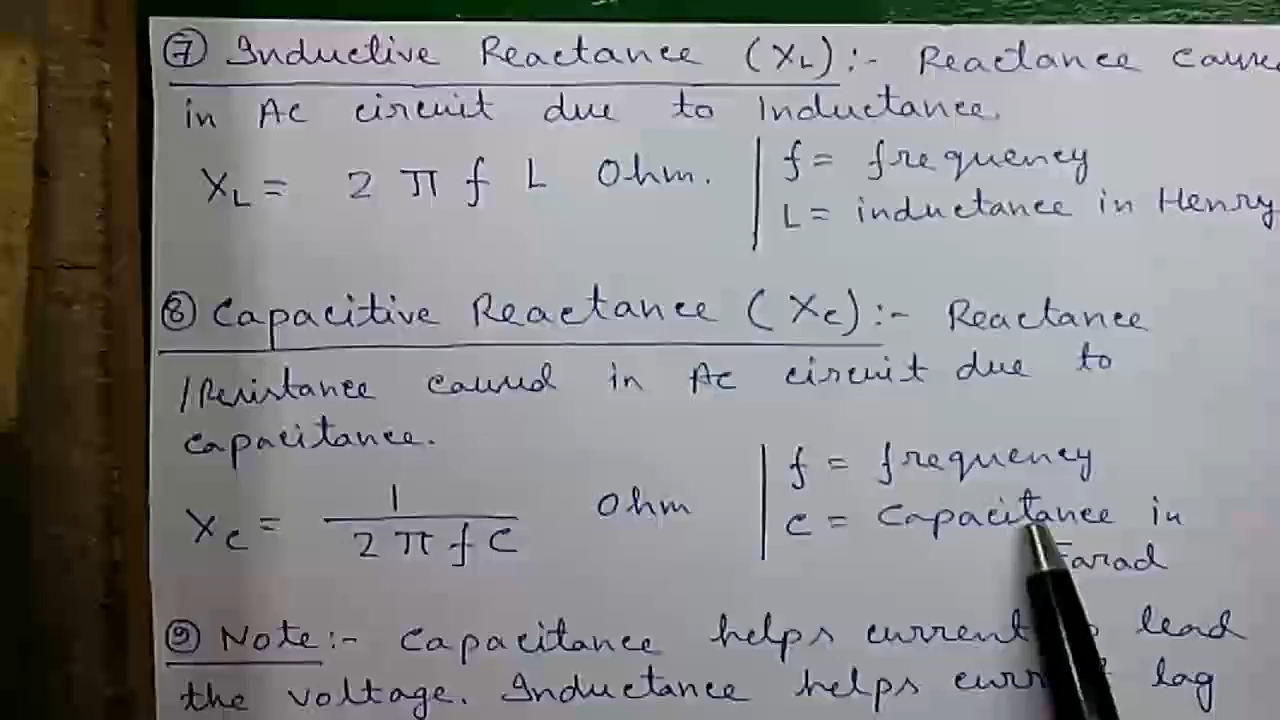 ⑦ Inductive Reactance (XL):- Reactance Cause
in AC circuit due to Inductance.
XL = 2 π f L Ohm.
f = frequency
L = inductance in Henry
⑧ Capacitive Reactance (Xc):- Reactance
/Resistance caused in AC circuit due to
capacitance.
Xc = 1 / 2 π f C Ohm
f = frequency
C = Capacitance in
Farad
⑨ Note:- Capacitance helps current lead
the voltage. Inductance helps current lag